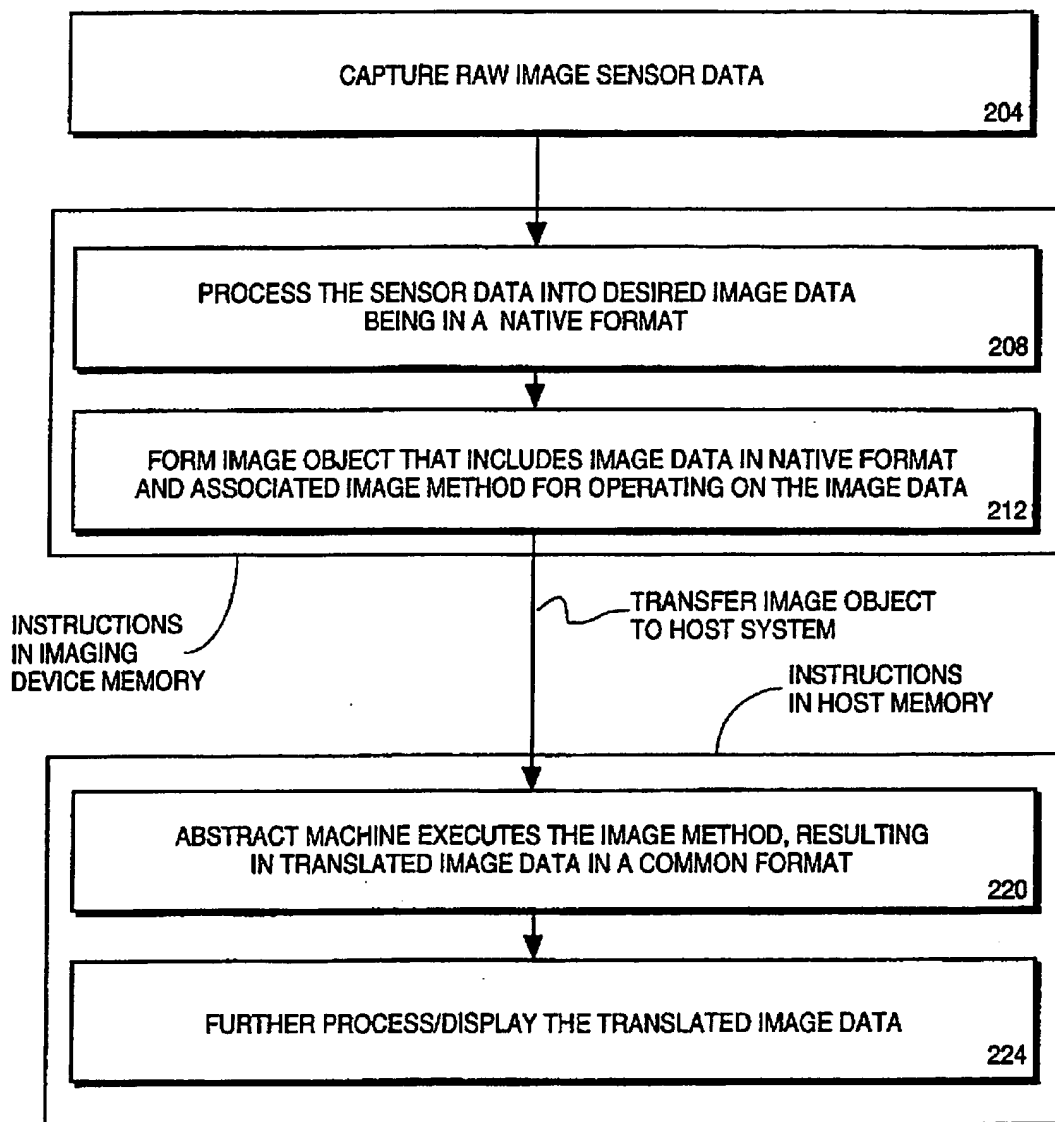 CAPTURE RAW IMAGE SENSOR DATA
204
PROCESS THE SENSOR DATA INTO DESIRED IMAGE DATA
BEING IN A NATIVE FORMAT
208
FORM IMAGE OBJECT THAT INCLUDES IMAGE DATA IN NATIVE FORMAT
AND ASSOCIATED IMAGE METHOD FOR OPERATING ON THE IMAGE DATA
212
INSTRUCTIONS
IN IMAGING
DEVICE MEMORY
TRANSFER IMAGE OBJECT
TO HOST SYSTEM
INSTRUCTIONS
IN HOST MEMORY
ABSTRACT MACHINE EXECUTES THE IMAGE METHOD, RESULTING
IN TRANSLATED IMAGE DATA IN A COMMON FORMAT
220
FURTHER PROCESS/DISPLAY THE TRANSLATED IMAGE DATA
224